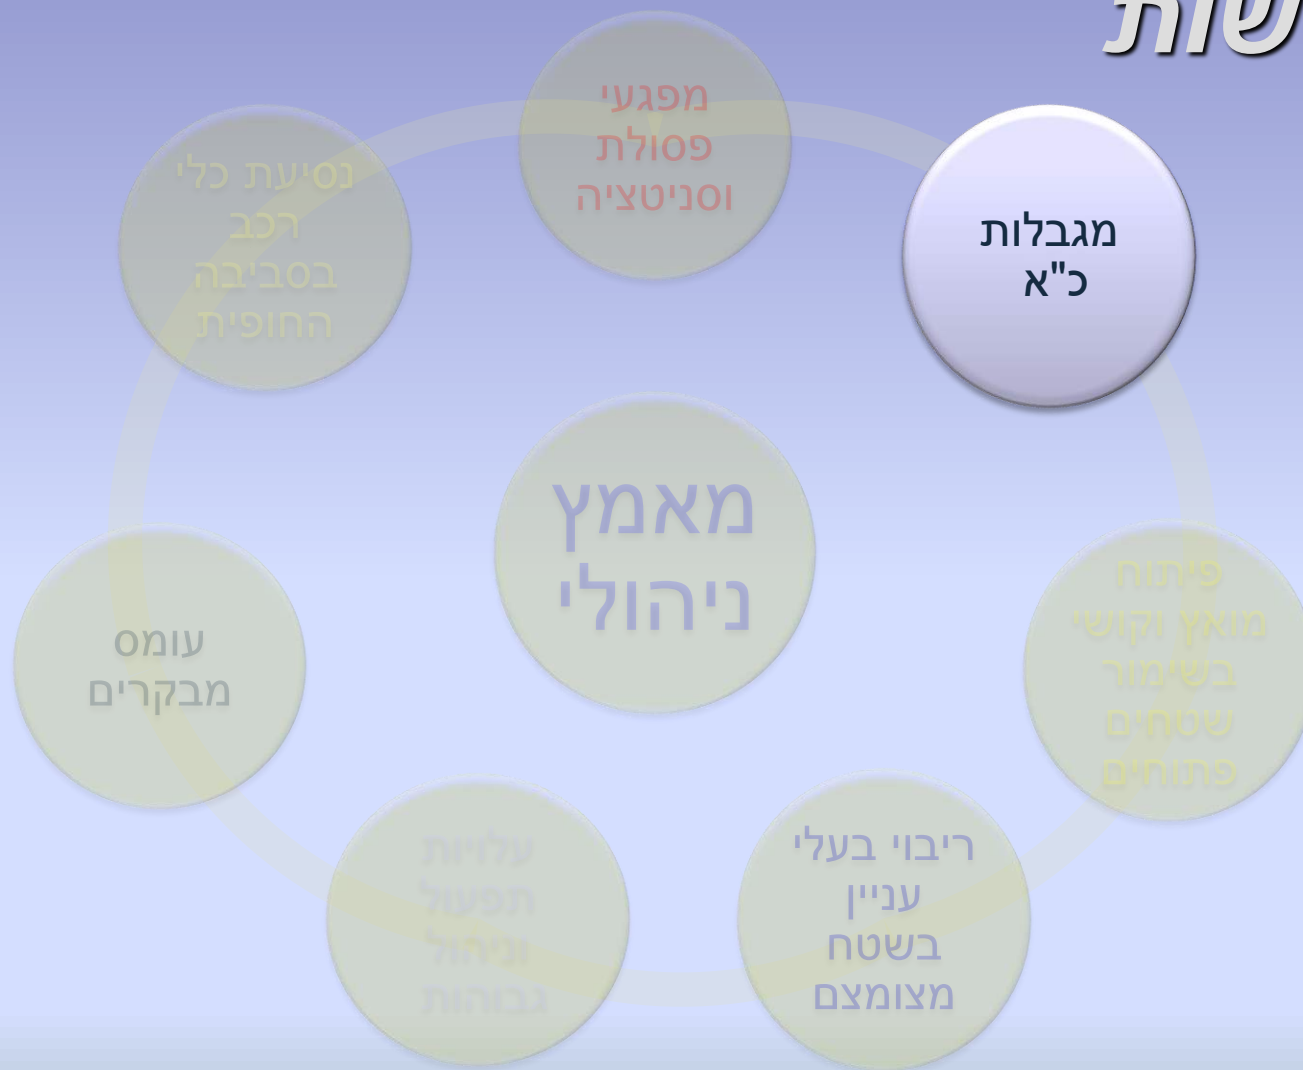 מפגעי
פסולת
וסניטציה
מגבלות
כ"א
פיתוח
מואץ וקושי
בשימור
שטחים
פתוחים
ריבוי בעלי
עניין
בשטח
מצומצם
עלויות
תפעול
וניהול
גבוהות
עומס
מבקרים
נסיעת כלי
רכב
בסביבה
החופית
מאמץ
ניהולי